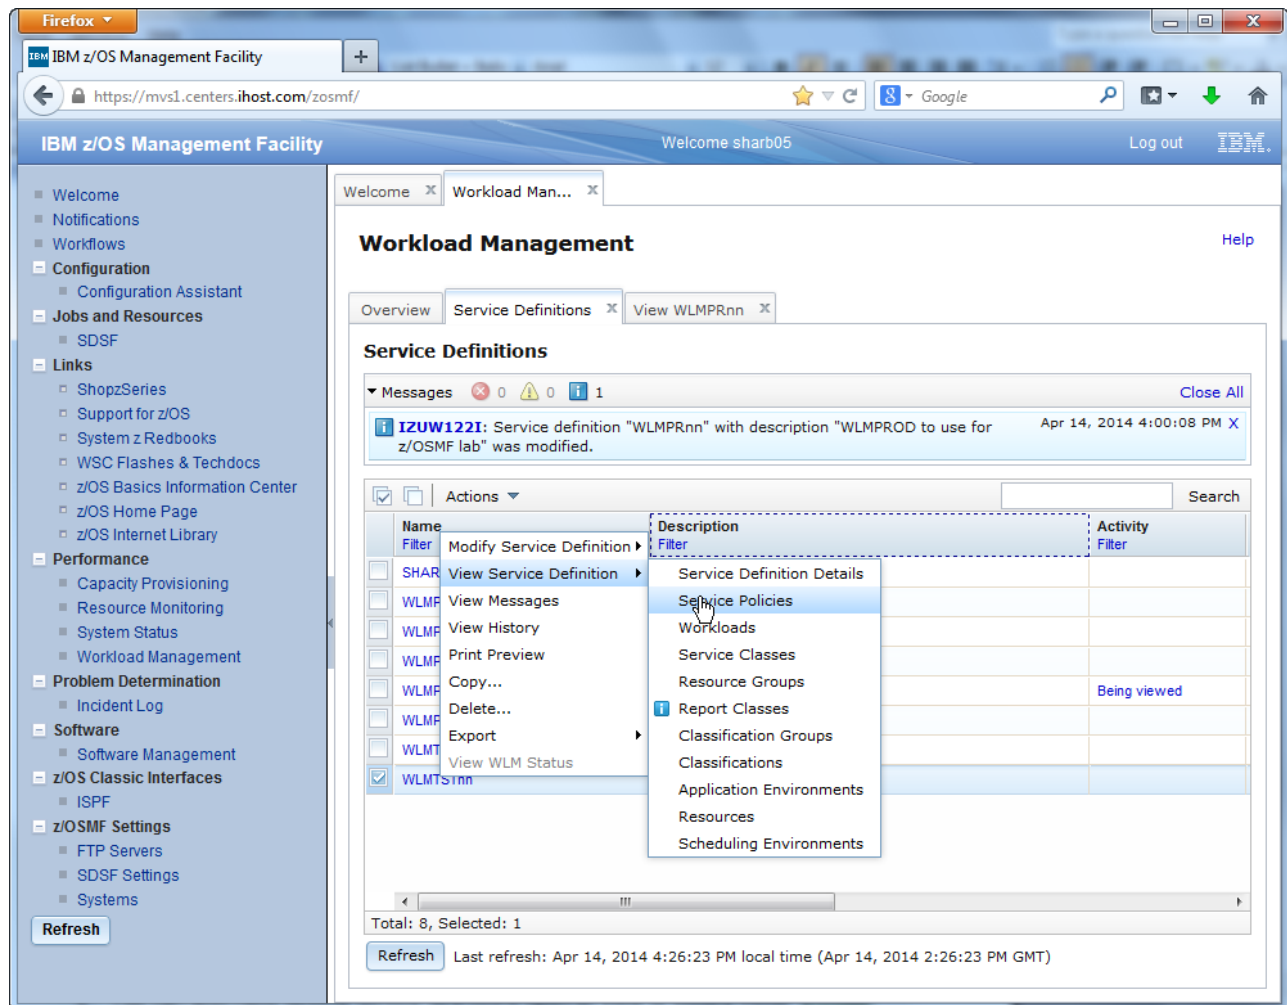 Firefox
IBM IBM z/OS Management Facility +
https://mvs1.centers.ihost.com/zosmf/ 8 Google
IBM z/OS Management Facility Welcome sharb05 Log out IBM.
Welcome
Notifications
Workflows
Configuration
Configuration Assistant
Jobs and Resources
SDSF
Links
ShopzSeries
Support for z/OS
System z Redbooks
WSC Flashes & Techdocs
z/OS Basics Information Center
z/OS Home Page
z/OS Internet Library
Performance
Capacity Provisioning
Resource Monitoring
System Status
Workload Management
Problem Determination
Incident Log
Software
Software Management
z/OS Classic Interfaces
ISPF
z/OSMF Settings
FTP Servers
SDSF Settings
Systems
Refresh
Welcome X Workload Man... X
Workload Management Help
Overview Service Definitions X View WLMPRnn X
Service Definitions
Messages 0 0 1 Close All
IZUW122I: Service definition "WLMPRnn" with description "WLMPROD to use for Apr 14, 2014 4:00:08 PM X
z/OSMF lab" was modified.
Actions Search
Name Description Activity
Filter Filter Filter
SHAR
WLMP
WLMP
WLMP
WLMP Being viewed
WLMP
WLMT
WLMTSTnn
Modify Service Definition
View Service Definition
View Messages
View History
Print Preview
Copy...
Delete...
Export
View WLM Status
Service Definition Details
Service Policies
Workloads
Service Classes
Resource Groups
Report Classes
Classification Groups
Classifications
Application Environments
Resources
Scheduling Environments
Total: 8, Selected: 1
Refresh Last refresh: Apr 14, 2014 4:26:23 PM local time (Apr 14, 2014 2:26:23 PM GMT)